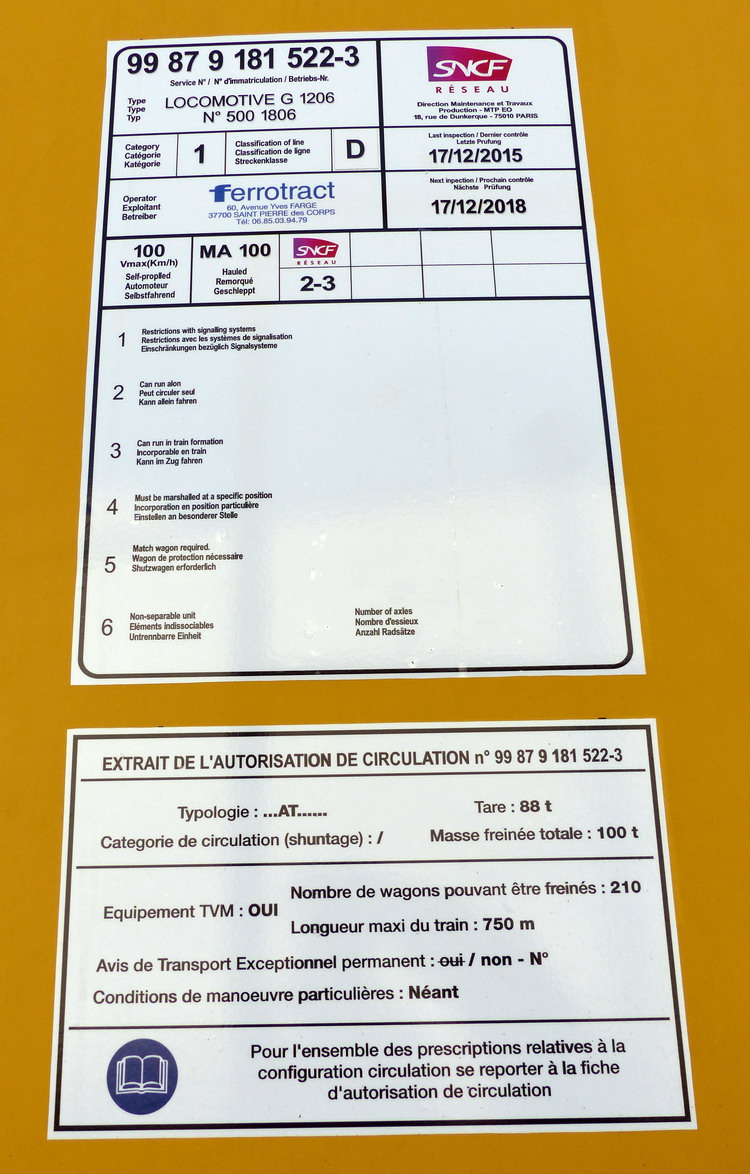 99 87 9 181 522-3
Service N° / N° d'immatriculation / Betriebs-Nr.
Type
Type
Typ
LOCOMOTIVE G 1206
N° 500 1806
SNCF
RÉSEAU
Direction Maintenance et Travaux
Production - MTP EO
18, rue de Dunkerque - 75010 PARIS
Category
Catégorie
Kategórie
1
Classification of line
Classification de ligne
Streckenklasse
D
Last inspection / Dernier contrôle
Letzte Prufung
17/12/2015
Operator
Exploitant
Betreiber
ferrotract
60, Avenue Yves FARGE
37700 SAINT PIERRE des CORPS
Tél: 06.85.03.94.79
Next inpection / Prochain contrôle
Nächste Prüfung
17/12/2018
100
Vmax(Km/h)
Self-proplled
Automoteur
Selbstfahrend
MA 100
Hauled
Remorqué
Geschleppt
SNCF
RÉSEAU
2-3
1
Restrictions with signalling systems
Restrictions avec les systèmes de signalisation
Einschränkungen bezüglich Signalsysteme
2
Can run alon
Peut circuler seul
Kann allein fahren
3
Can run in train formation
Incorporable en train
Kann im Zug fahren
4
Must be marshalled at a specific position
Incorporation en position particulière
Einstellen an besonderer Stelle
5
Match wagon required.
Wagon de protection nécessaire
Shutzwagen erforderlich
6
Non-separable unit
Eléments indissociables
Untrennbarre Einheit
Number of axles
Nombre d'essieux
Anzahl Radsätze
EXTRAIT DE L'AUTORISATION DE CIRCULATION n° 99 87 9 181 522-3
Typologie : ...AT......
Tare : 88 t
Categorie de circulation (shuntage) : /
Masse freinée totale : 100 t
Equipement TVM : OUI
Nombre de wagons pouvant être freinés : 210
Longueur maxi du train : 750 m
Avis de Transport Exceptionnel permanent : oui / non - N°
Conditions de manoeuvre particulières : Néant
Pour l'ensemble des prescriptions relatives à la
configuration circulation se reporter à la fiche
d'autorisation de circulation